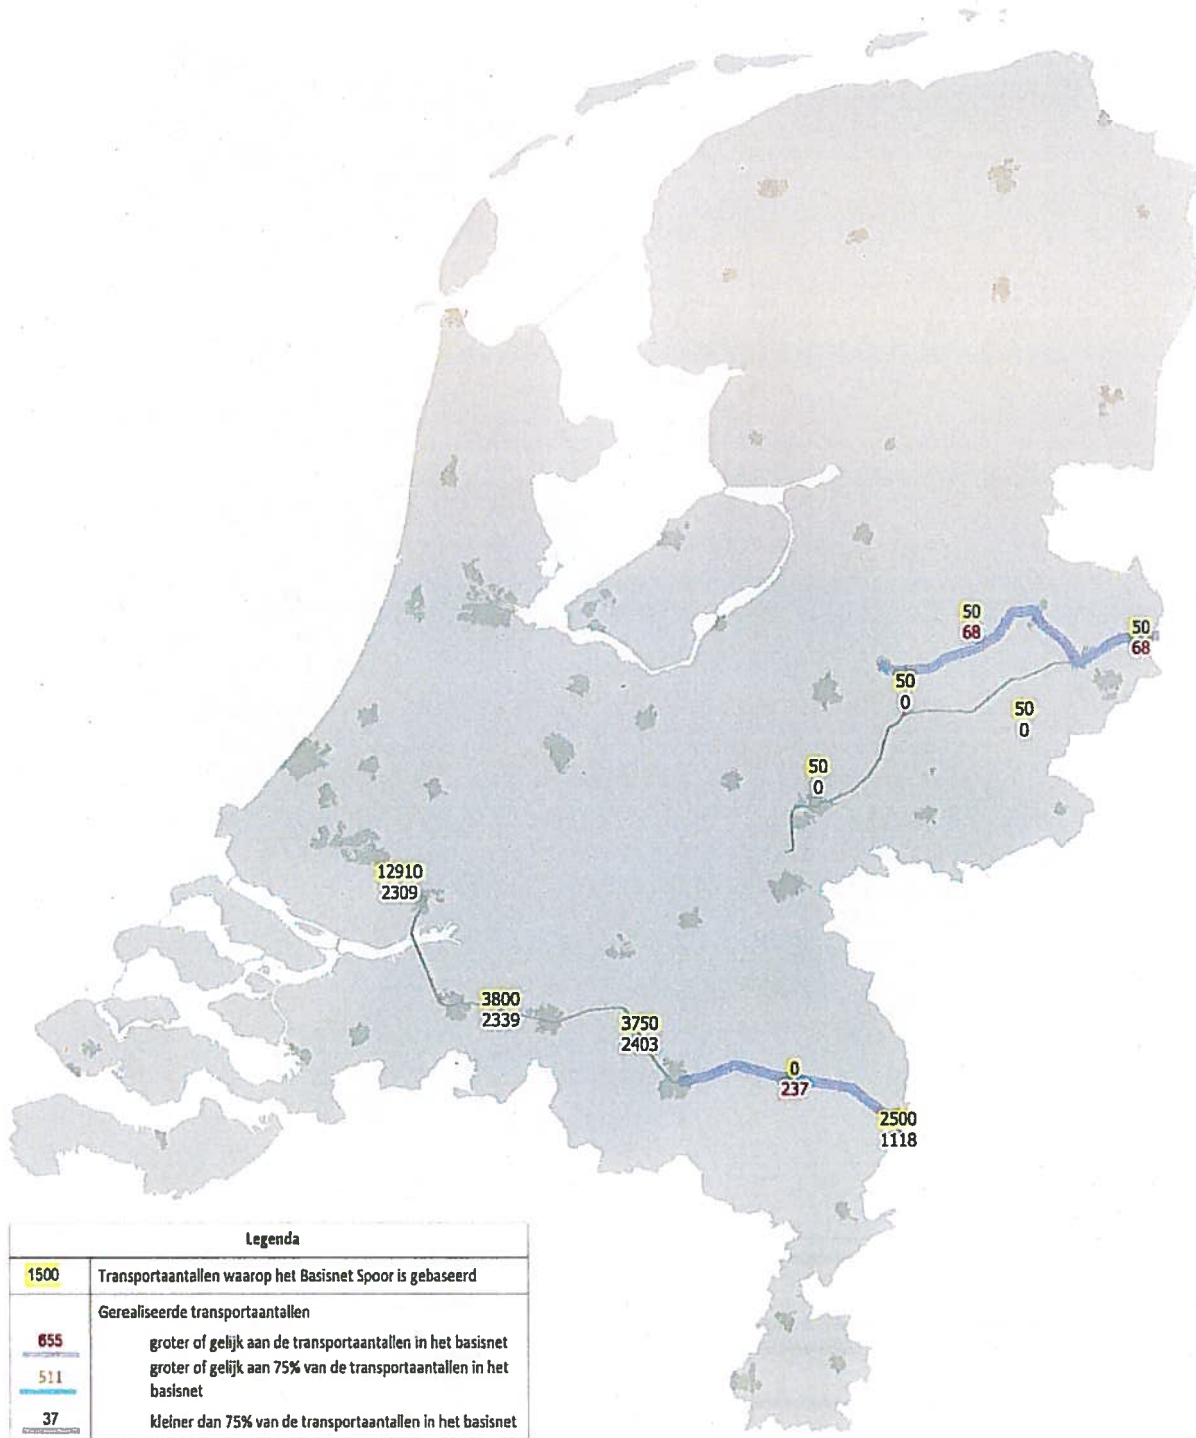 50
68
50
68
50
0
50
0
50
0
12910
2309
3800
2339
3750
2403
0
237
2500
1118
Legenda
1500 Transportaantallen waarop het Basisnet Spoor is gebaseerd
Gerealiseerde transportaantallen
655 groter of gelijk aan de transportaantallen in het basisnet
511 groter of gelijk aan 75% van de transportaantallen in het
basisnet
37 kleiner dan 75% van de transportaantallen in het basisnet